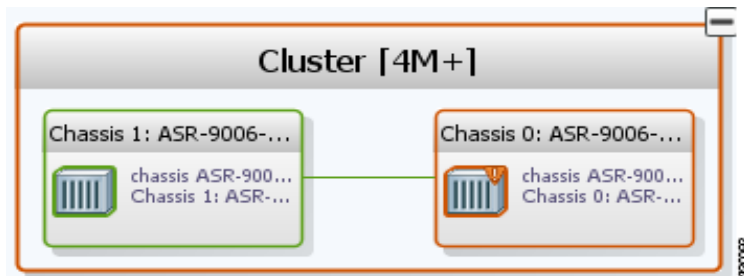 Cluster [4M+]
Chassis 1: ASR-9006-...
chassis ASR-900...
Chassis 1: ASR-...
Chassis 0: ASR-9006-...
chassis ASR-900...
Chassis 0: ASR-...